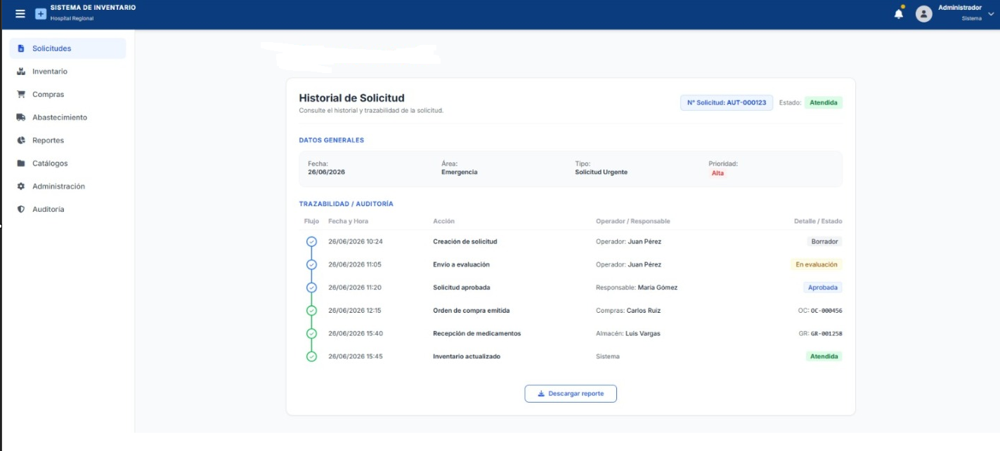 SISTEMA DE INVENTARIO
Hospital Regional
Administrador
Sistema
Solicitudes
Inventario
Compras
Abastecimiento
Reportes
Catálogos
Administración
Auditoría
Historial de Solicitud
Consulte el historial y trazabilidad de la solicitud.
N° Solicitud: AUT-000123 Estado: Atendida
DATOS GENERALES
Fecha: Área: Tipo: Prioridad:
26/06/2026 Emergencia Solicitud Urgente Alta
TRAZABILIDAD / AUDITORÍA
Flujo Fecha y Hora Acción Operador / Responsable Detalle / Estado
26/06/2026 10:24 Creación de solicitud Operador: Juan Pérez Borrador
26/06/2026 11:05 Envío a evaluación Operador: Juan Pérez En evaluación
26/06/2026 11:20 Solicitud aprobada Responsable: María Gómez Aprobada
26/06/2026 12:15 Orden de compra emitida Compras: Carlos Ruiz OC: OC-000456
26/06/2026 15:40 Recepción de medicamentos Almacén: Luis Vargas GR: GR-001258
26/06/2026 15:45 Inventario actualizado Sistema Atendida
Descargar reporte